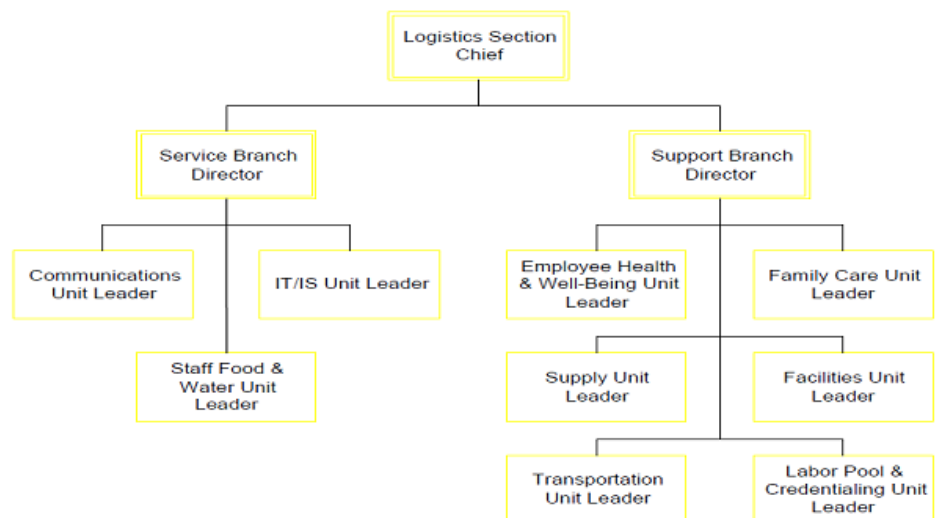 Logistics Section
Chief
Service Branch
Director
Support Branch
Director
Communications
Unit Leader
IT/IS Unit Leader
Staff Food &
Water Unit
Leader
Employee Health
& Well-Being Unit
Leader
Family Care Unit
Leader
Supply Unit
Leader
Facilities Unit
Leader
Transportation
Unit Leader
Labor Pool &
Credentialing Unit
Leader